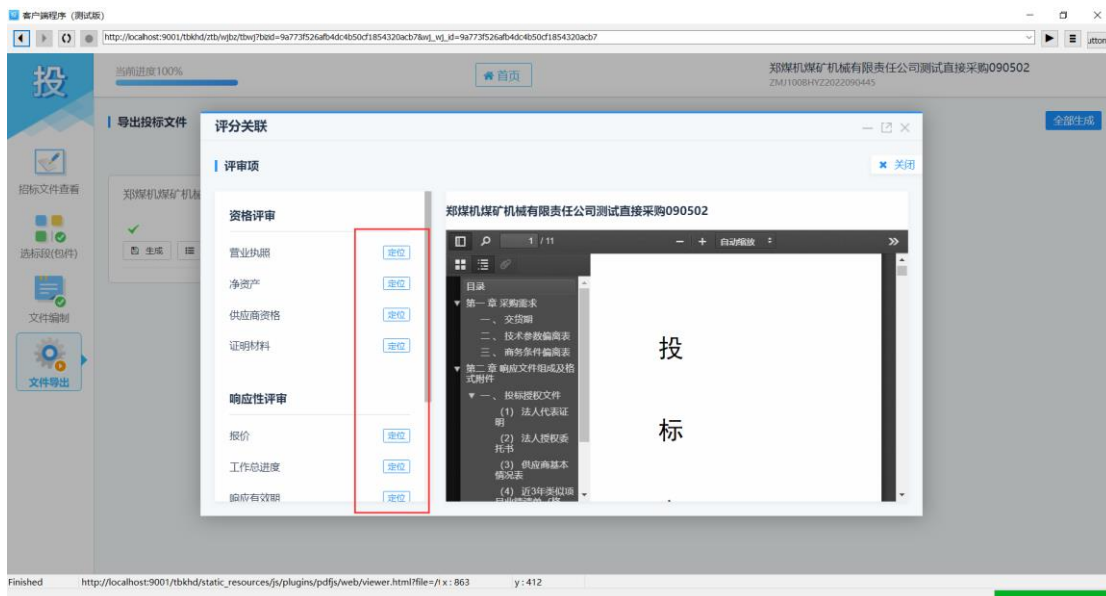 客户端程序 (测试版)
http://localhost:9001/tbkhd/ztb/wjbz/tbwj?bzid=9a773f526afb4dc4b50cf1854320acb7&wj_wj_id=9a773f526afb4dc4b50cf1854320acb7
utton
投
当前进度100%
首页
郑煤机煤矿机械有限责任公司测试直接采购090502
ZMJ100BHYZ2022090445
导出投标文件
全部生成
评分关联
评审项
关闭
招标文件查看
选标段(包件)
文件编制
文件导出
郑煤机煤矿机械
生成
资格评审
营业执照 定位
净资产 定位
供应商资格 定位
证明材料 定位
响应性评审
报价 定位
工作总进度 定位
响应有效期 定位
郑煤机煤矿机械有限责任公司测试直接采购090502
1 / 11
自动缩放
目录
第一章 采购需求
一、 交货期
二、 技术参数偏离表
三、 商务条件偏离表
第二章 响应文件组成及格
式附件
一、 投标授权文件
(1) 法人代表证
明
(2) 法人授权委
托书
(3) 供应商基本
情况表
(4) 近3年类似项
投
标
Finished
http://localhost:9001/tbkhd/static_resources/js/plugins/pdfjs/web/viewer.html?file=/
x : 863
y : 412